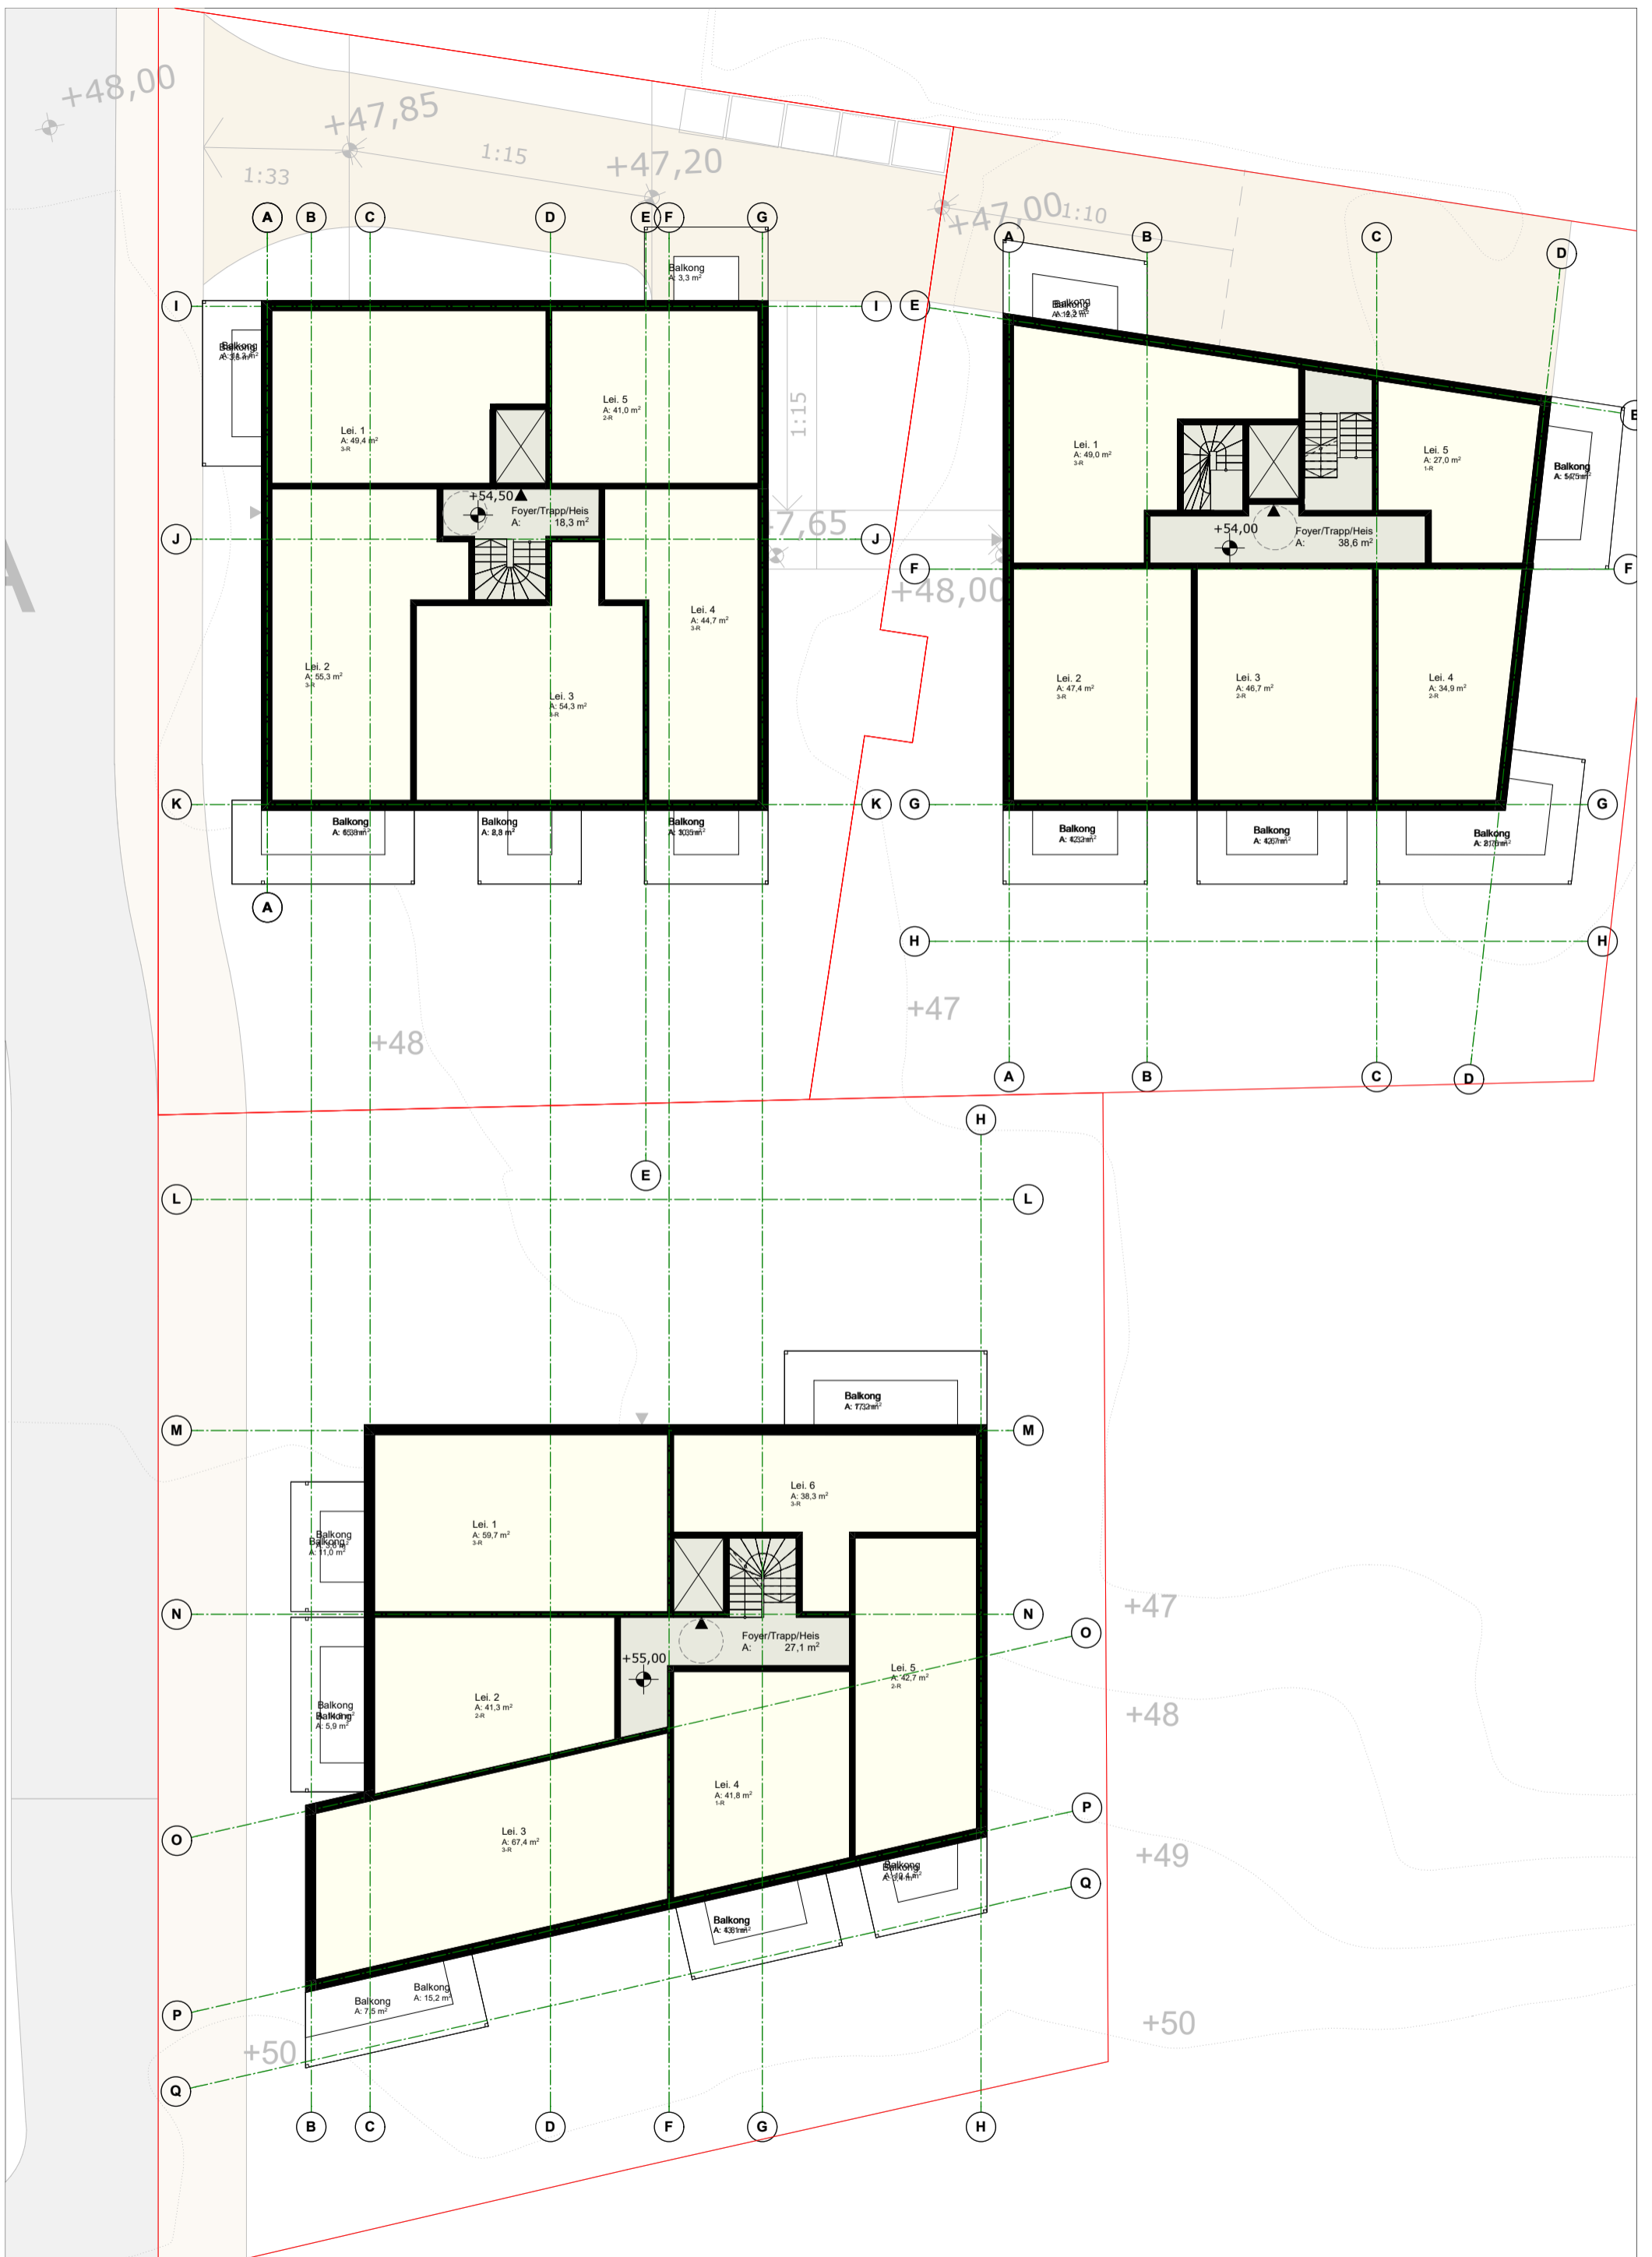 +48,00
+47,85
1:33
1:15
+47,20
+47,00
1:10
A
B
C
D
E
F
G
A
B
C
D
I
I
E
E
Balkong
A: 3,3 m²
Balkong
Balkong
Lei. 1
A: 49,4 m²
3-R
Lei. 5
A: 41,0 m²
2-R
1:15
Lei. 1
A: 49,0 m²
3-R
Lei. 5
A: 27,0 m²
1-R
Balkong
+54,50
Foyer/Trapp/Heis
A: 18,3 m²
+54,00
Foyer/Trapp/Heis
A: 38,6 m²
J
J
7,65
F
F
+48,00
A
Lei. 2
A: 55,3 m²
3-R
Lei. 3
A: 54,3 m²
Lei. 4
A: 44,7 m²
3-R
Lei. 2
A: 47,4 m²
3-R
Lei. 3
A: 46,7 m²
2-R
Lei. 4
A: 34,9 m²
2-R
K
K
G
G
Balkong
Balkong
Balkong
Balkong
Balkong
Balkong
A
H
H
+47
+48
A
B
C
D
H
E
L
L
Balkong
M
M
Lei. 1
A: 59,7 m²
3-R
Lei. 6
A: 38,3 m²
3-R
Balkong
Balkong
A: 11,0 m²
N
N
+47
O
Foyer/Trapp/Heis
A: 27,1 m²
+55,00
Lei. 2
A: 41,3 m²
2-R
Lei. 5
A: 42,7 m²
2-R
+48
Balkong
Balkong
A: 5,9 m²
Lei. 4
A: 41,8 m²
1-R
P
O
Lei. 3
A: 67,4 m²
3-R
+49
Balkong
Balkong
Q
Balkong
Balkong
A: 15,2 m²
Balkong
A: 7,5 m²
P
+50
+50
Q
B
C
D
F
G
H